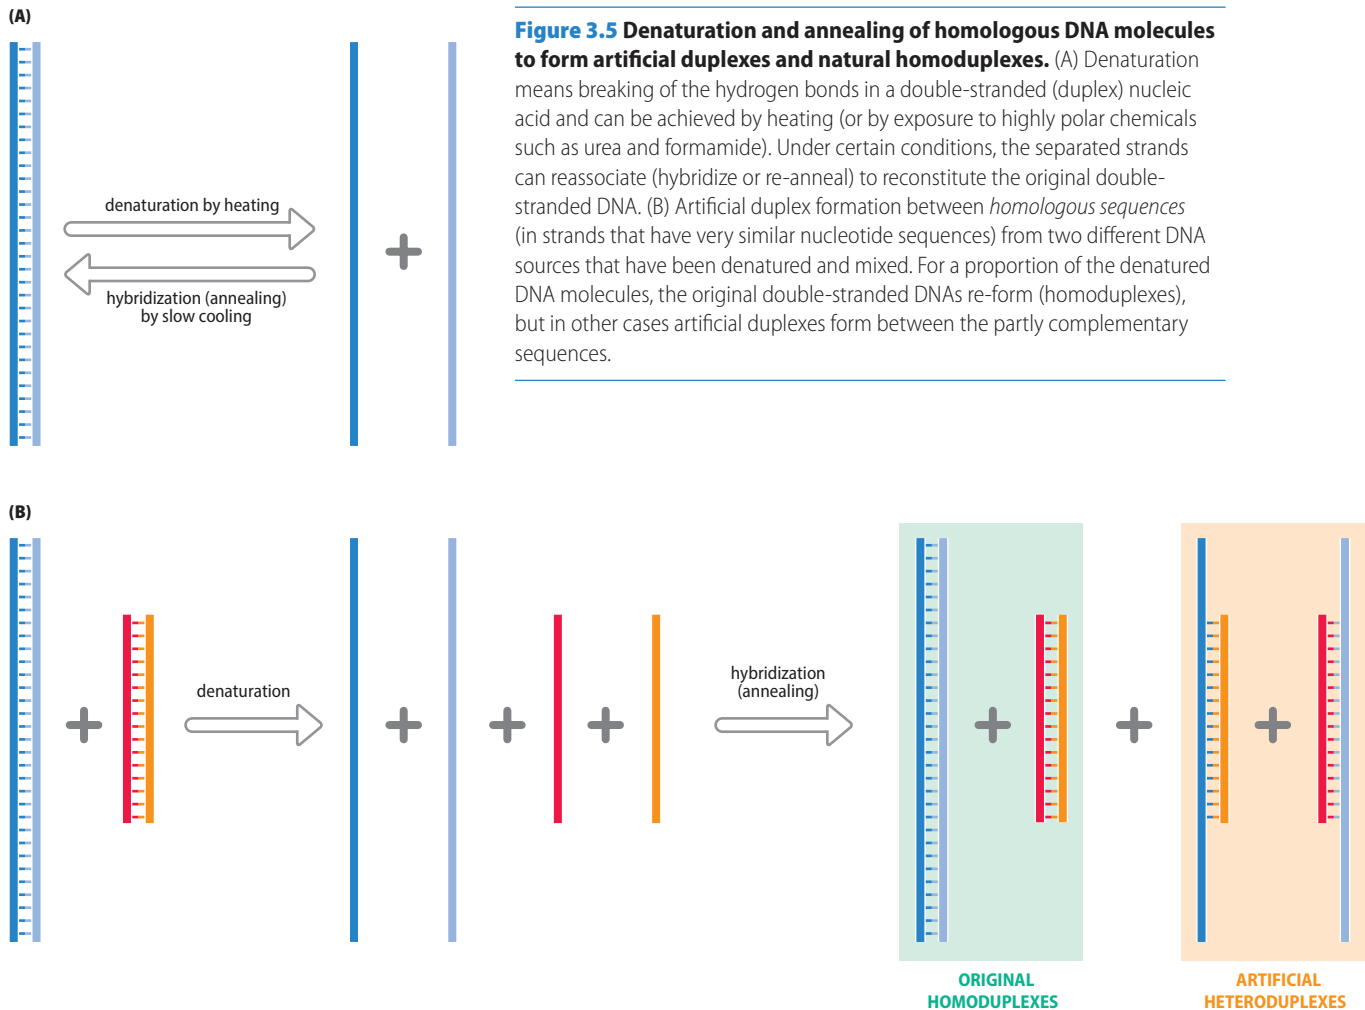 (A)
Figure 3.5 Denaturation and annealing of homologous DNA molecules
to form artificial duplexes and natural homoduplexes. (A) Denaturation
means breaking of the hydrogen bonds in a double-stranded (duplex) nucleic
acid and can be achieved by heating (or by exposure to highly polar chemicals
such as urea and formamide). Under certain conditions, the separated strands
can reassociate (hybridize or re-anneal) to reconstitute the original double-
stranded DNA. (B) Artificial duplex formation between homologous sequences
(in strands that have very similar nucleotide sequences) from two different DNA
sources that have been denatured and mixed. For a proportion of the denatured
DNA molecules, the original double-stranded DNAs re-form (homoduplexes),
but in other cases artificial duplexes form between the partly complementary
sequences.
denaturation by heating
hybridization (annealing)
by slow cooling
(B)
denaturation
hybridization
(annealing)
ORIGINAL
HOMODUPLEXES
ARTIFICIAL
HETERODUPLEXES